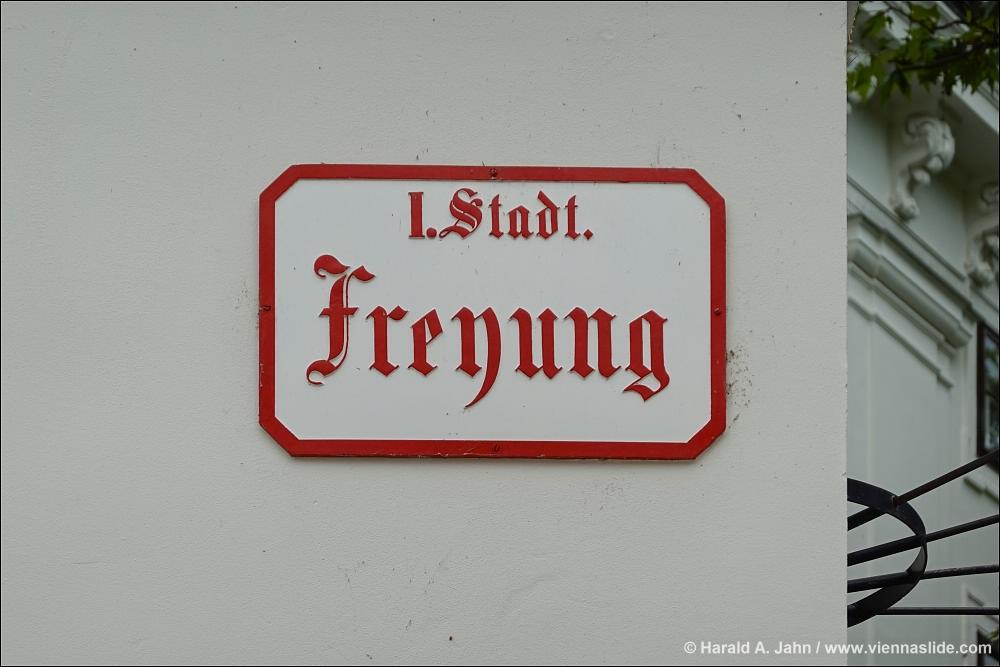 I. Stadt.
Freyung
© Harald A. Jahn / www.viennaslide.com